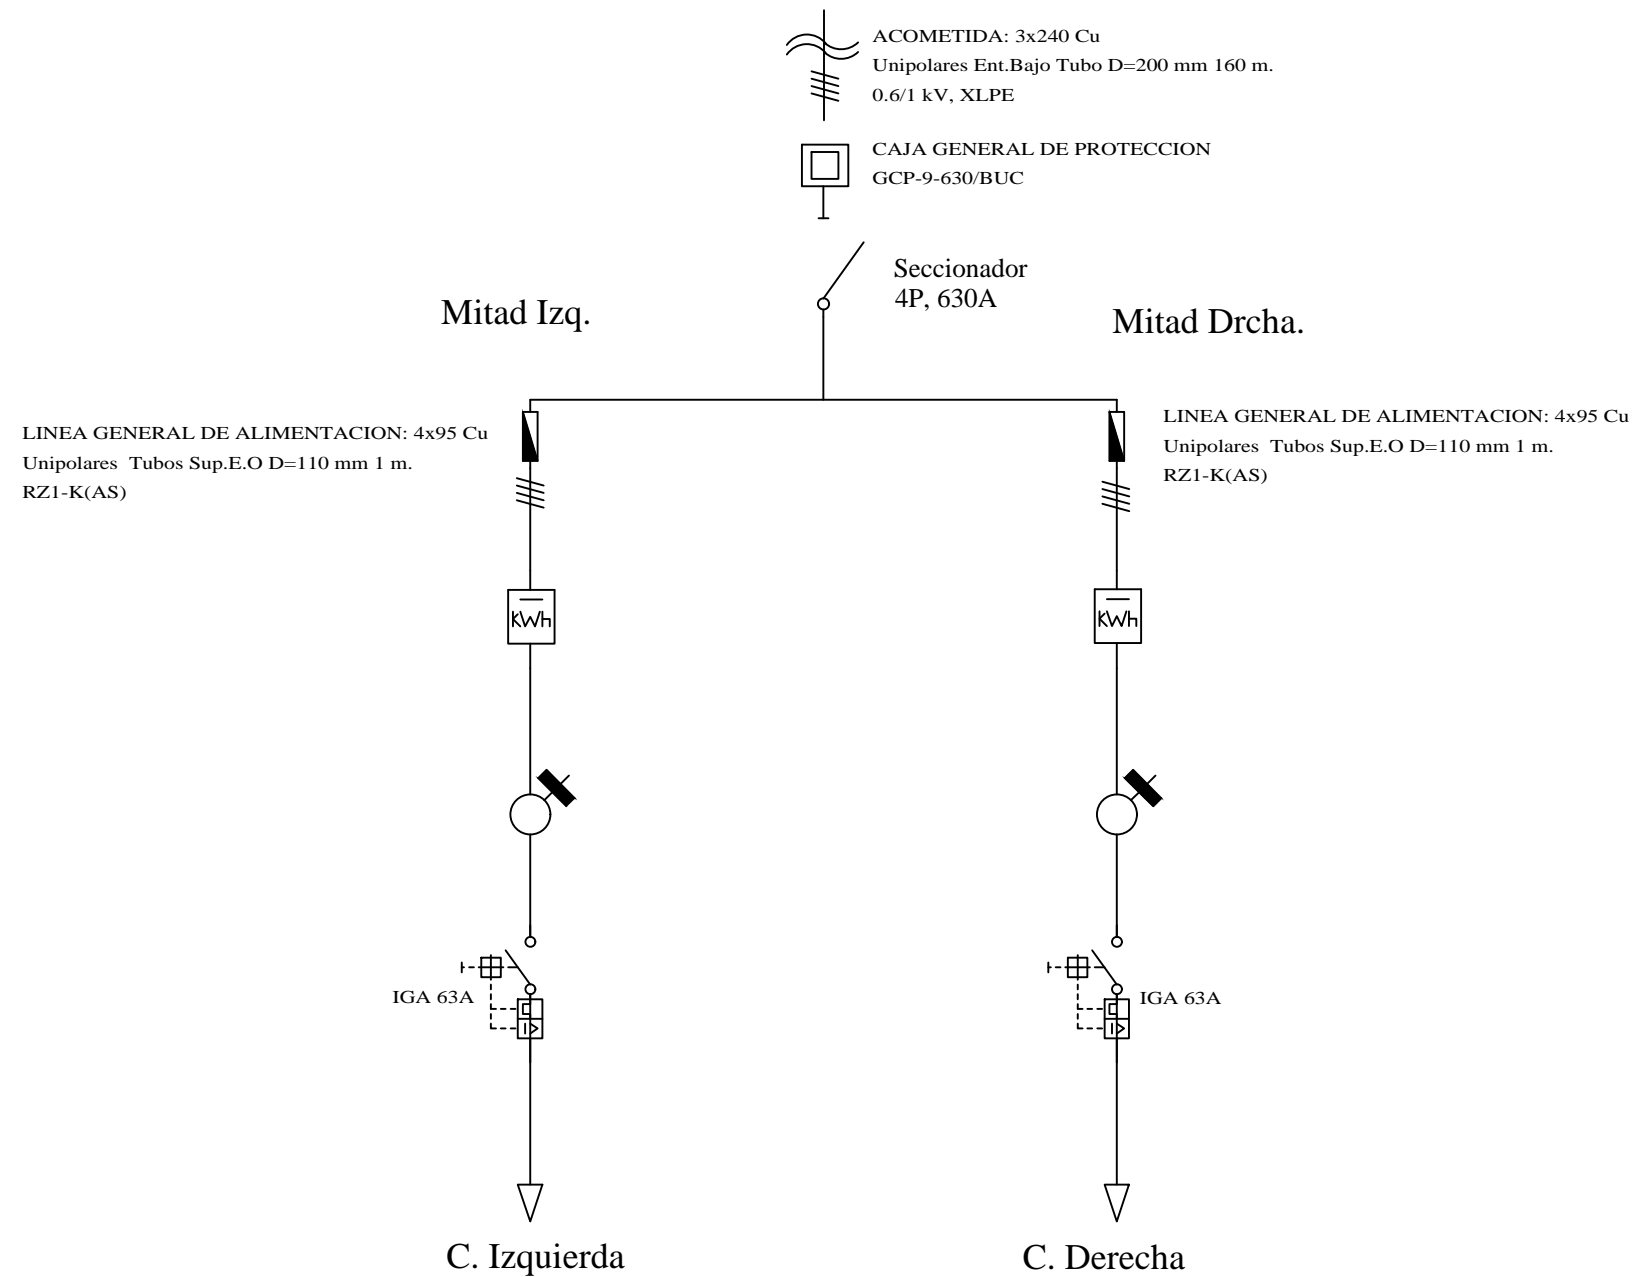 ACOMETIDA: 3x240 Cu
Unipolares Ent.Bajo Tubo D=200 mm 160 m.
0.6/1 kV, XLPE
CAJA GENERAL DE PROTECCION
GCP-9-630/BUC
Seccionador
4P, 630A
Mitad Izq.
Mitad Drcha.
LINEA GENERAL DE ALIMENTACION: 4x95 Cu
Unipolares Tubos Sup.E.O D=110 mm 1 m.
RZ1-K(AS)
LINEA GENERAL DE ALIMENTACION: 4x95 Cu
Unipolares Tubos Sup.E.O D=110 mm 1 m.
RZ1-K(AS)
kWh
kWh
IGA 63A
IGA 63A
C. Izquierda
C. Derecha